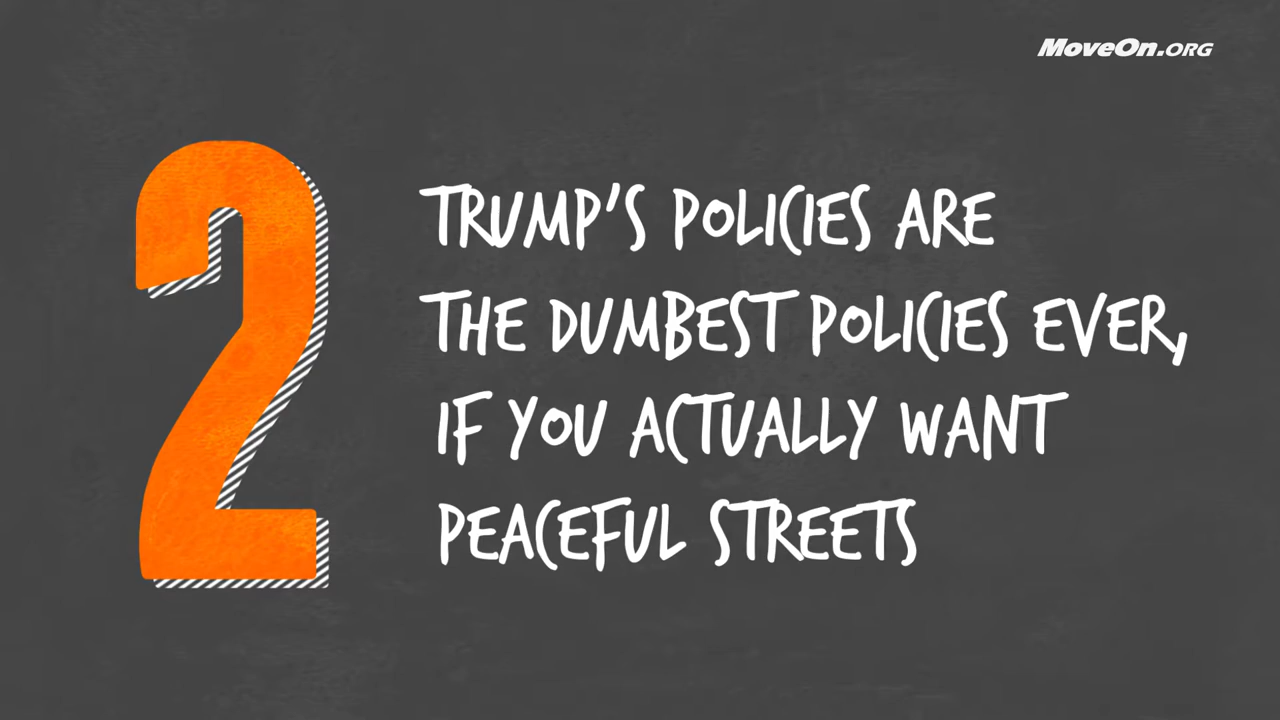 MoveOn.ORG
2
TRUMP'S POLICIES ARE
THE DUMBEST POLICIES EVER,
IF YOU ACTUALLY WANT
PEACEFUL STREETS